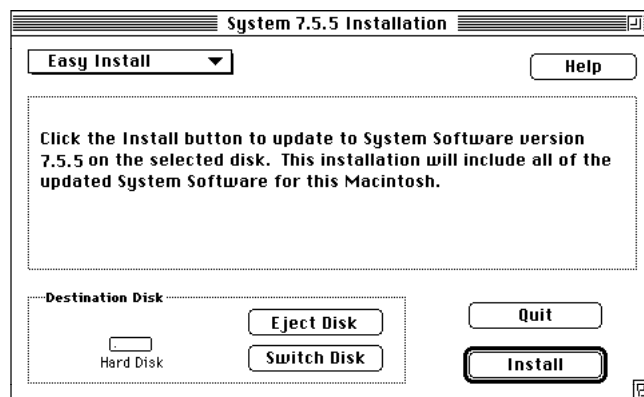 System 7.5.5 Installation
Easy Install
Help
Click the Install button to update to System Software version
7.5.5 on the selected disk. This installation will include all of the
updated System Software for this Macintosh.
Destination Disk
Eject Disk
Quit
Hard Disk
Switch Disk
Install